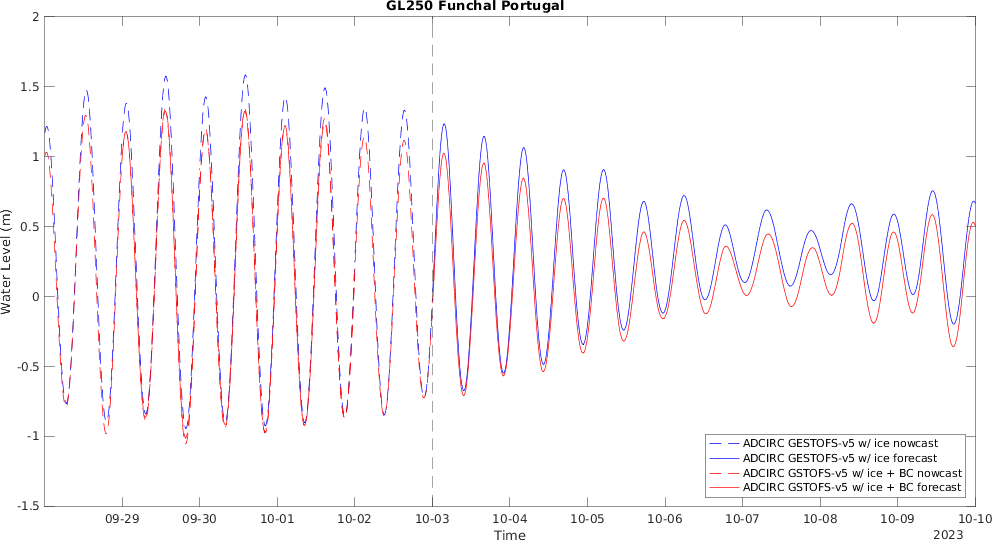 GL250 Funchal Portugal
2
1.5
1
0.5
0
-0.5
-1
-1.5
Water Level (m)
ADCIRC GESTOFS-v5 w/ ice nowcast
ADCIRC GESTOFS-v5 w/ ice forecast
ADCIRC GSTOFS-v5 w/ ice + BC nowcast
ADCIRC GSTOFS-v5 w/ ice + BC forecast
09-29 09-30 10-01 10-02 10-03 10-04 10-05 10-06 10-07 10-08 10-09 10-10
Time
2023